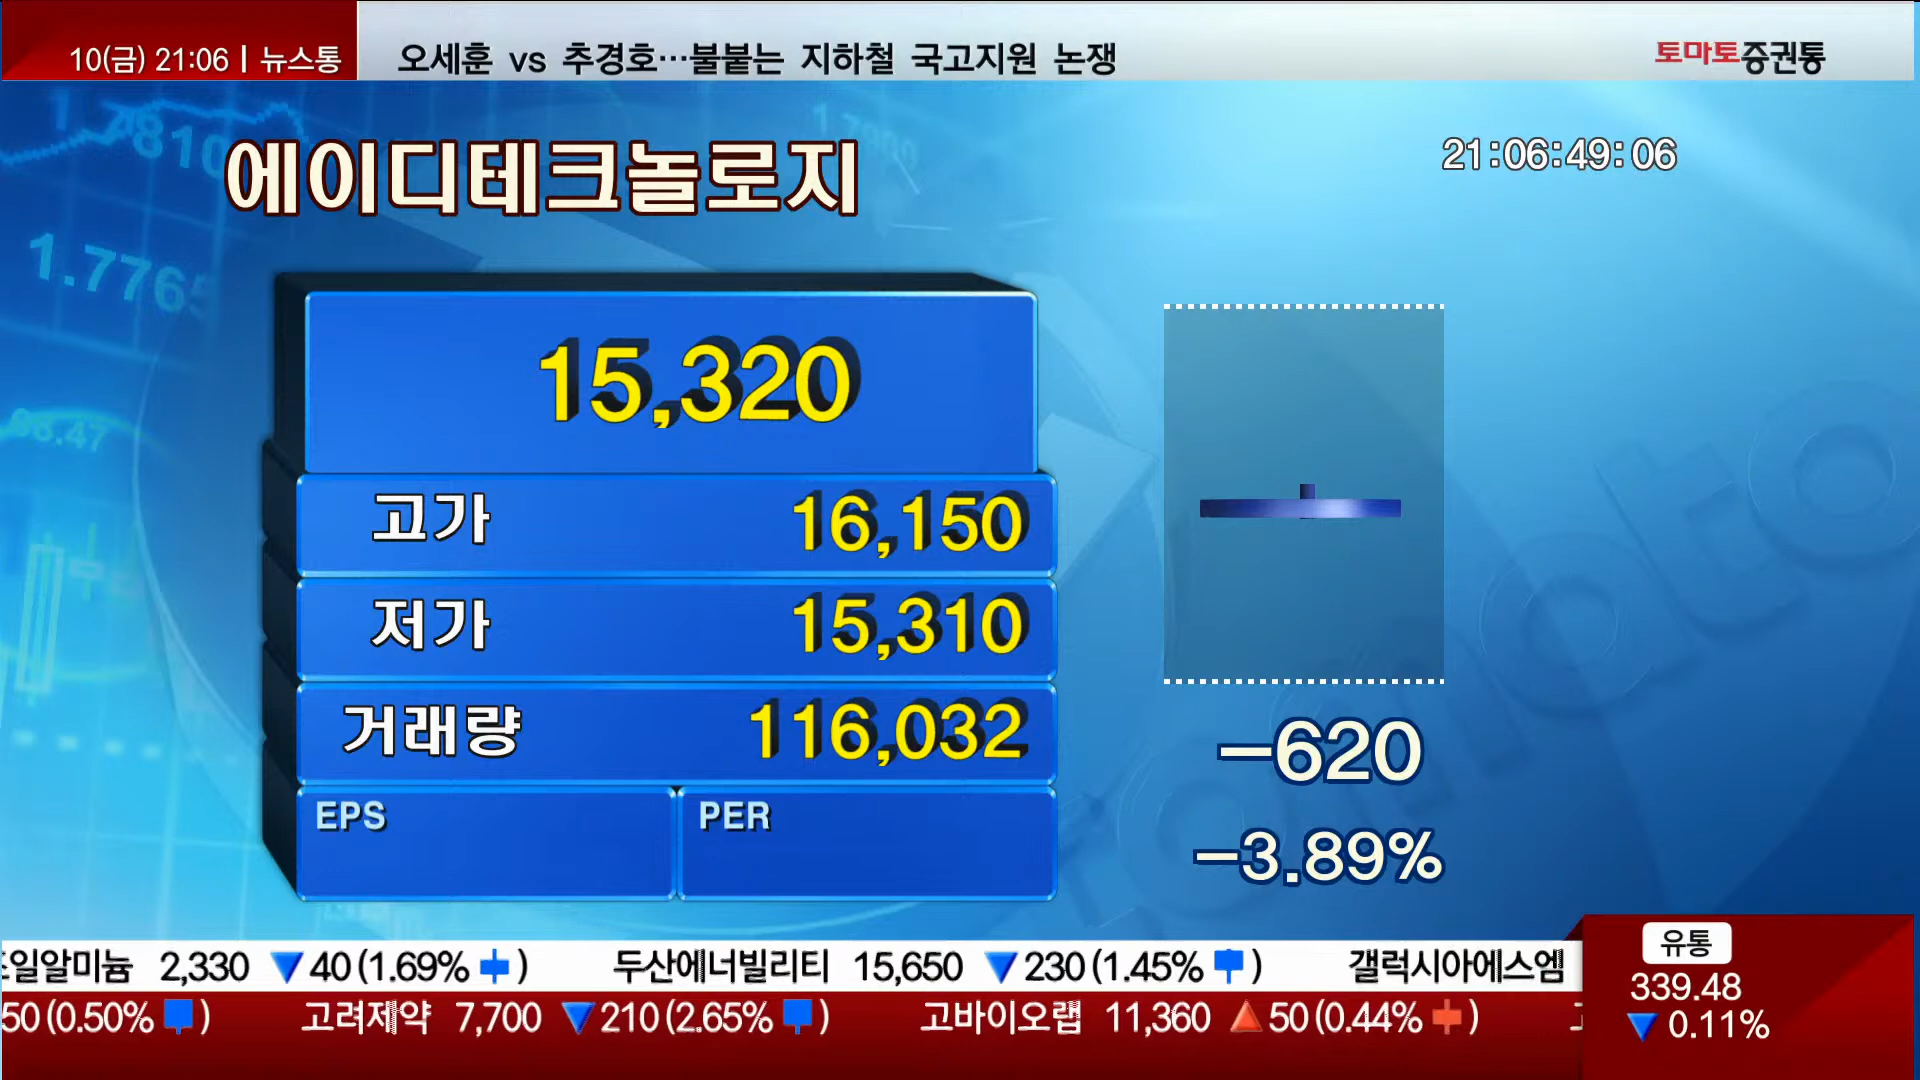 10(금) 21:06 | 뉴스통
오세훈 vs 추경호…불붙는 지하철 국고지원 논쟁
토마토증권통
에이디테크놀로지
21:06:49:06
15,320
고가 16,150
저가 15,310
거래량 116,032
EPS PER
-620
-3.89%
일알미늄 2,330 ▼40(1.69% ) 두산에너빌리티 15,650 ▼230(1.45% ) 갤럭시아에스엠
50(0.50% ) 고려제약 7,700 ▼210(2.65% ) 고바이오랩 11,360 ▲50(0.44% )
유통
339.48
▼ 0.11%